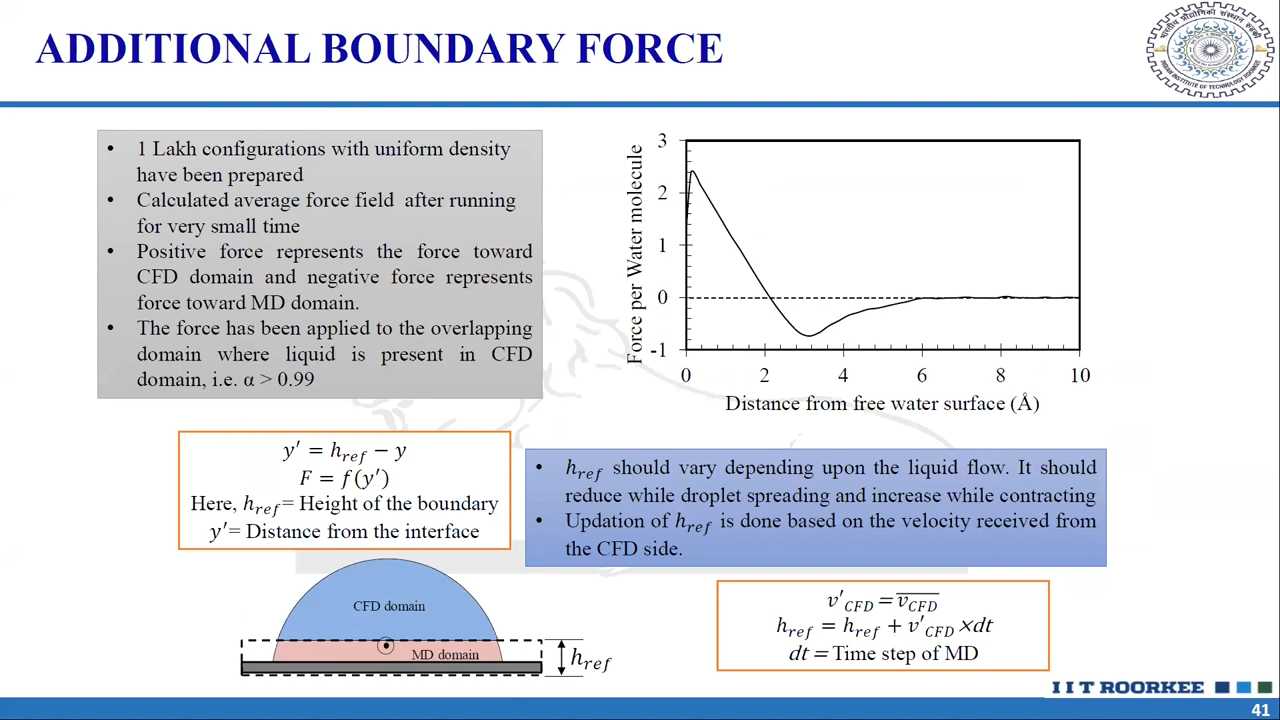 ADDITIONAL BOUNDARY FORCE
• 1 Lakh configurations with uniform density
have been prepared
• Calculated average force field after running
for very small time
• Positive force represents the force toward
CFD domain and negative force represents
force toward MD domain.
• The force has been applied to the overlapping
domain where liquid is present in CFD
domain, i.e. α > 0.99
Force per Water molecule
3
2
1
0
-1
0 2 4 6 8 10
Distance from free water surface (Å)
y′ = h_ref − y
F = f(y′)
Here, h_ref= Height of the boundary
y′= Distance from the interface
• h_ref should vary depending upon the liquid flow. It should
reduce while droplet spreading and increase while contracting
• Updation of h_ref is done based on the velocity received from
the CFD side.
CFD domain
MD domain
h_ref
v′_CFD = v̅_CFD
h_ref = h_ref + v′_CFD ×dt
dt = Time step of MD
I I T ROORKEE
41